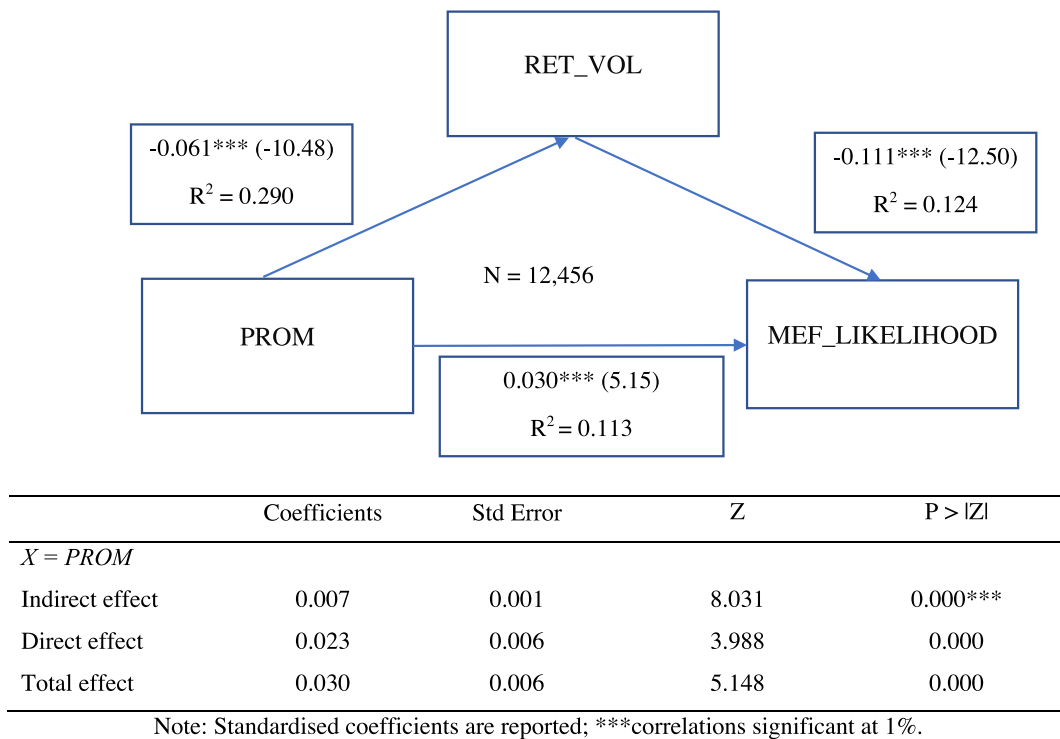 RET_VOL
-0.061*** (-10.48)
R² = 0.290
-0.111*** (-12.50)
R² = 0.124
N = 12,456
PROM
MEF_LIKELIHOOD
0.030*** (5.15)
R² = 0.113
Coefficients Std Error Z P > |Z|
X = PROM
Indirect effect 0.007 0.001 8.031 0.000***
Direct effect 0.023 0.006 3.988 0.000
Total effect 0.030 0.006 5.148 0.000
Note: Standardised coefficients are reported; ***correlations significant at 1%.